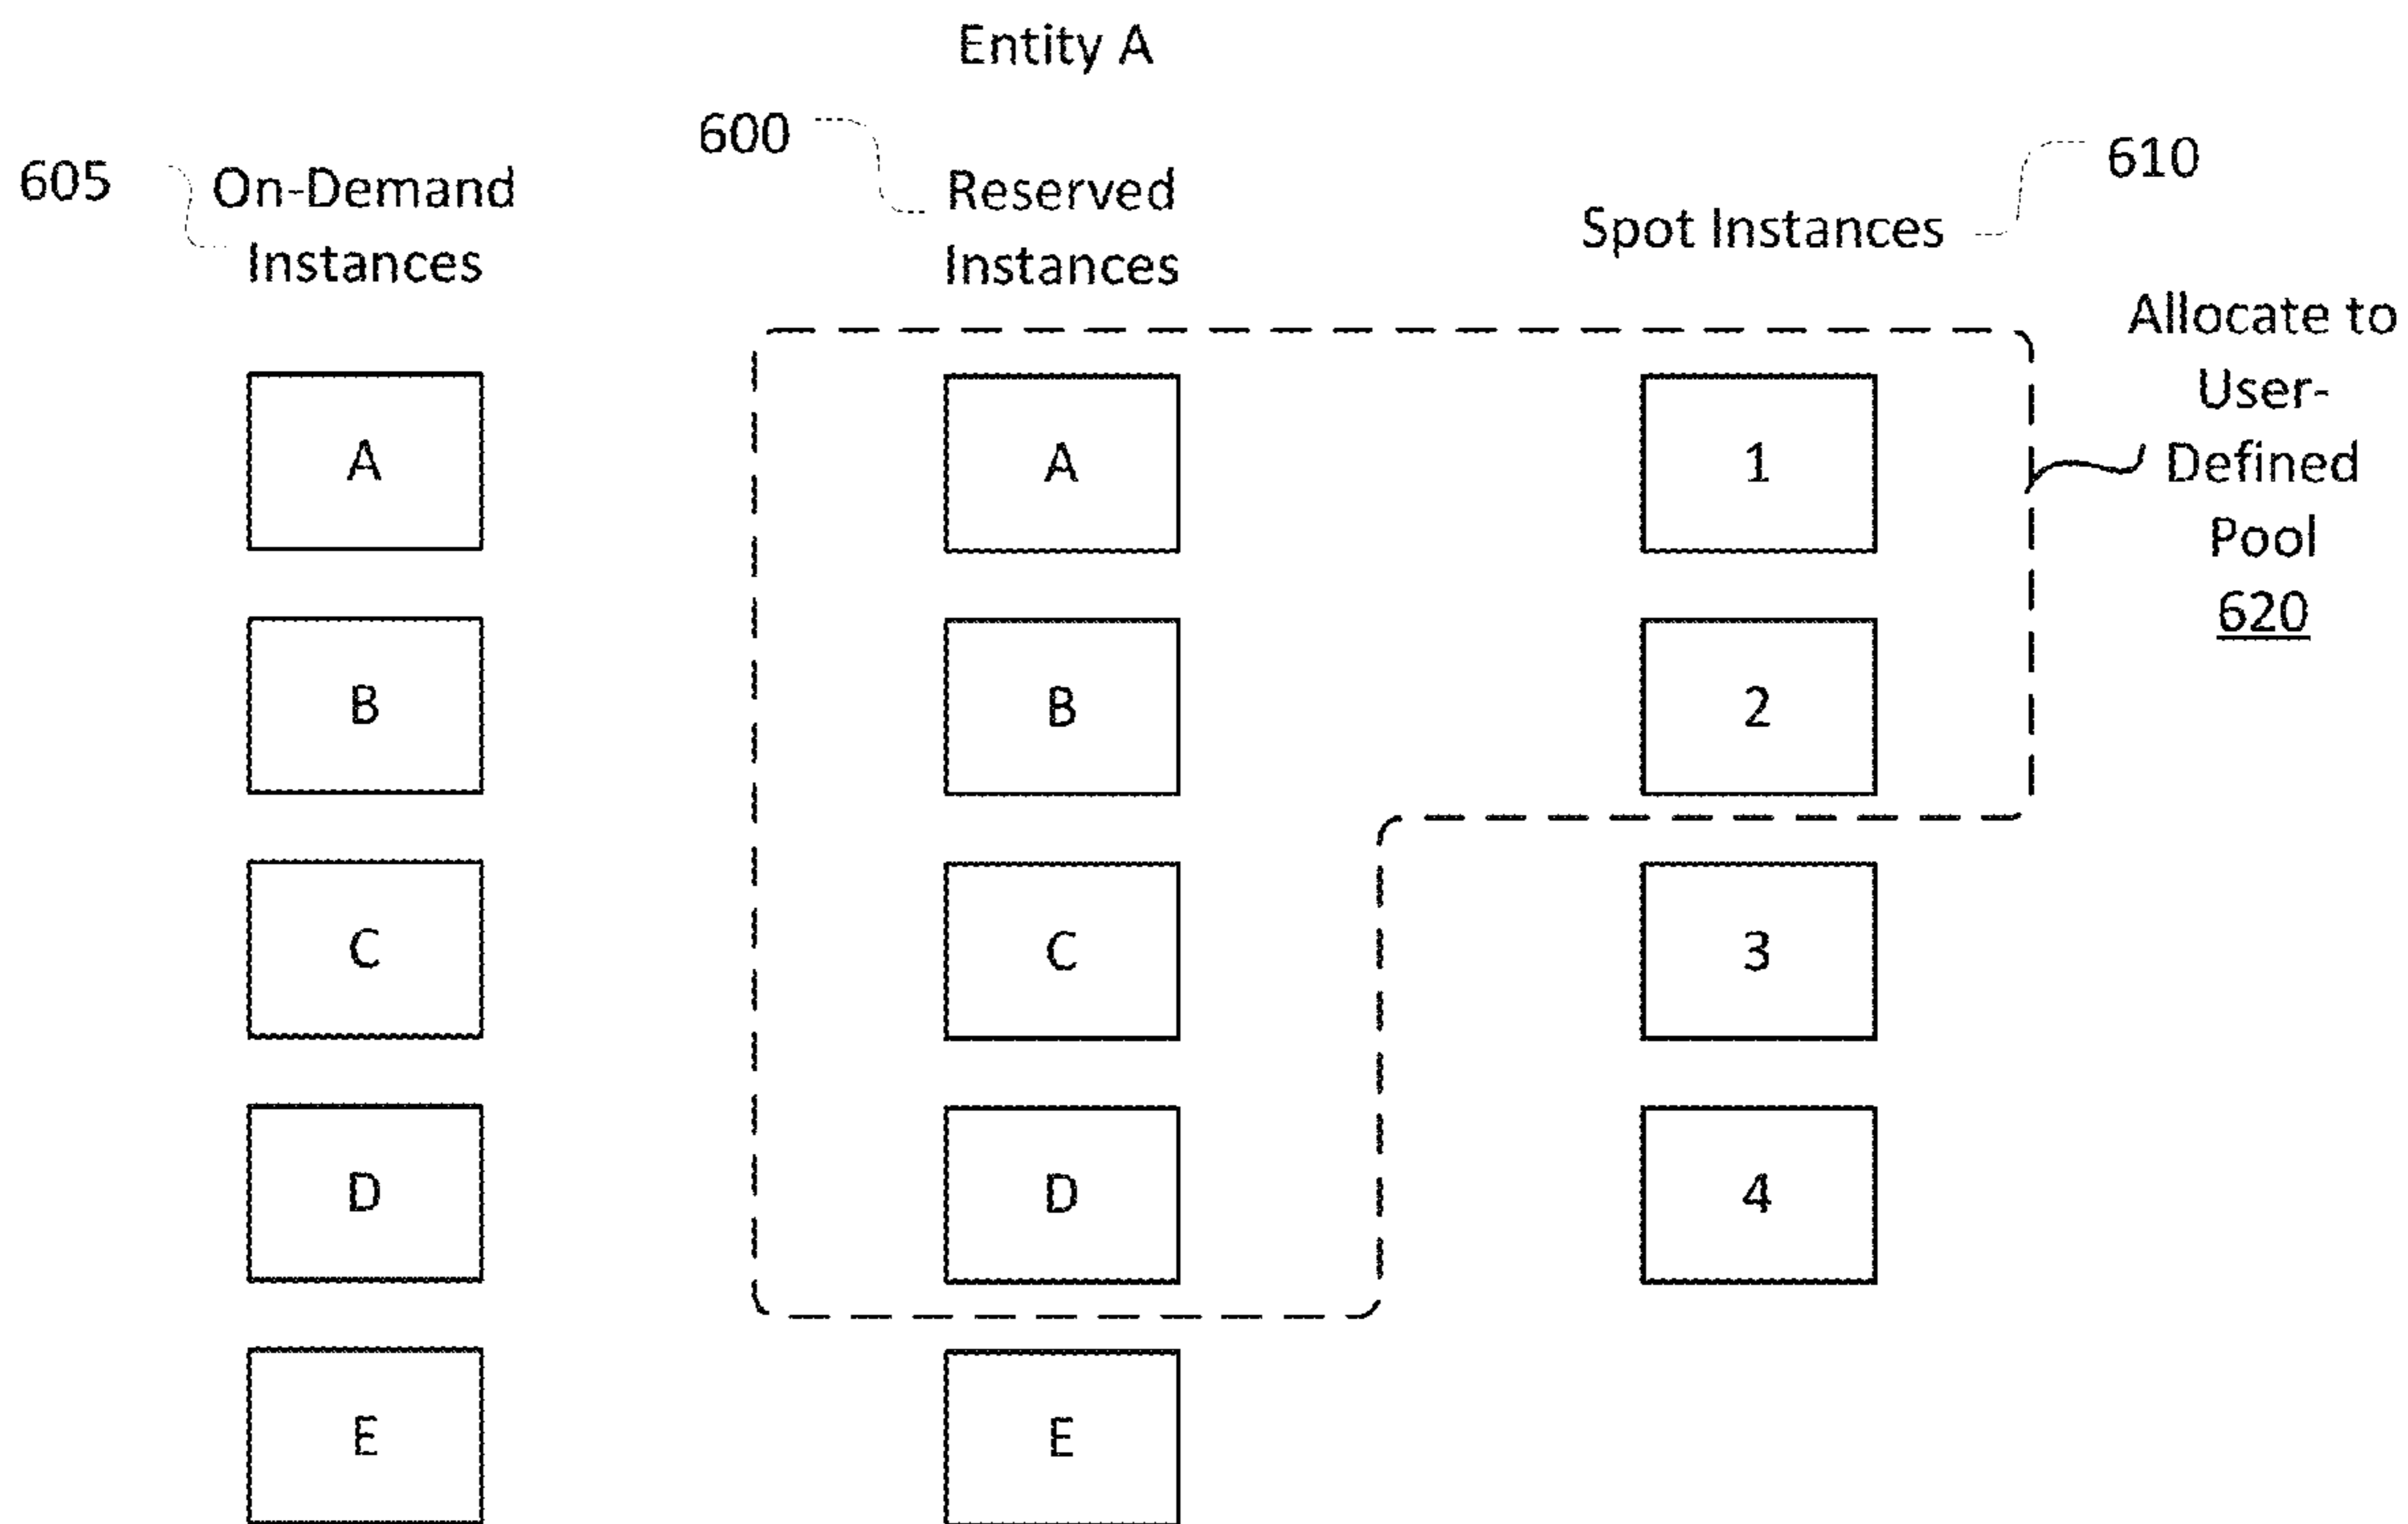 Entity A
600
605
On-Demand
Instances
Reserved
Instances
610
Spot Instances
Allocate to
User-
Defined
Pool
620
A
A
1
B
B
2
C
C
3
D
D
4
E
E